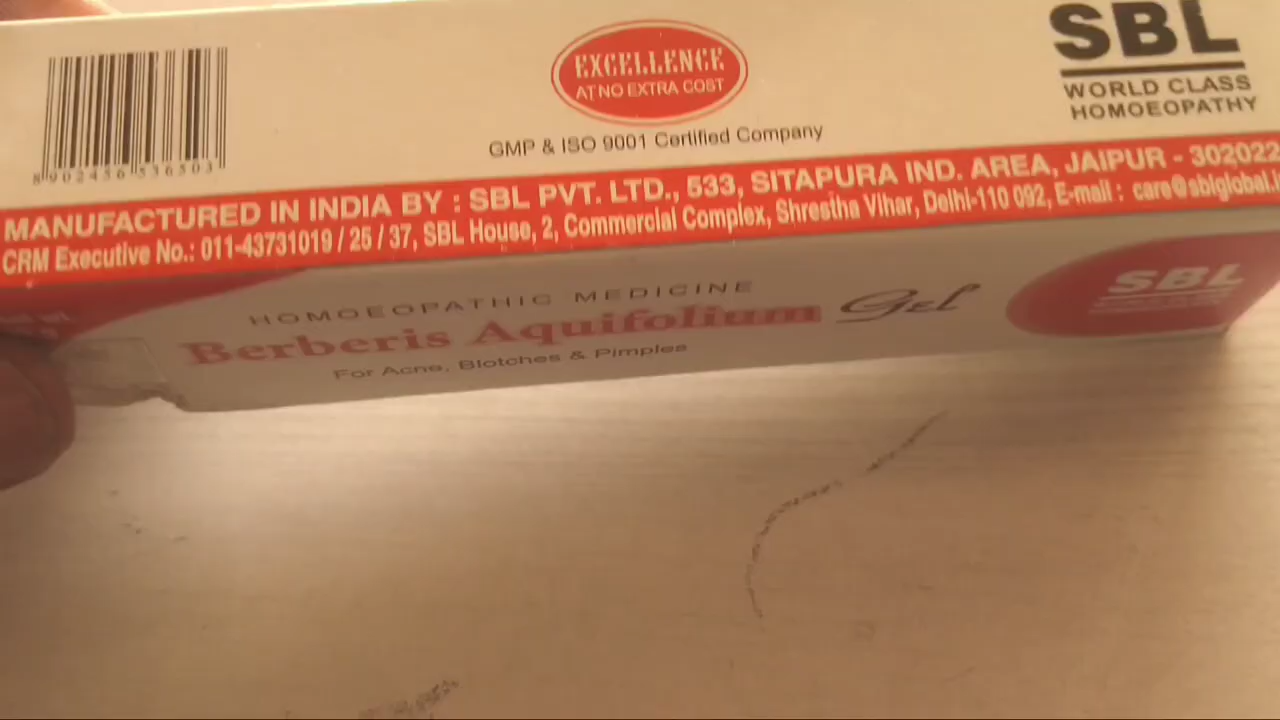 8902456536503
EXCELLENCE
AT NO EXTRA COST
GMP & ISO 9001 Certified Company
SBL
WORLD CLASS
HOMOEOPATHY
MANUFACTURED IN INDIA BY : SBL PVT. LTD., 533, SITAPURA IND. AREA, JAIPUR - 302022
CRM Executive No.: 011-43731019 / 25 / 37, SBL House, 2, Commercial Complex, Shrestha Vihar, Delhi-110 092, E-mail : care@sblglobal.
HOMOEOPATHIC MEDICINE
Berberis Aquifolium Gel
For Acne, Blotches & Pimples
SBL